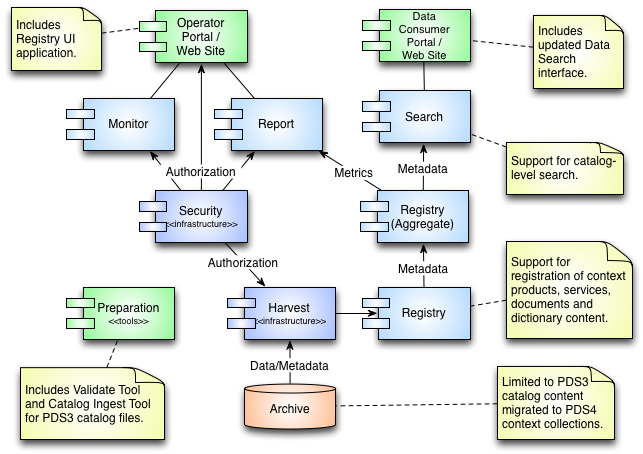 Includes
Registry UI
application.
Operator
Portal /
Web Site
Data
Consumer
Portal /
Web Site
Includes
updated Data
Search
interface.
Monitor
Report
Search
Support for catalog-
level search.
Authorization
Metrics
Metadata
Security
<<infrastructure>>
Registry
(Aggregate)
Authorization
Metadata
Support for
registration of context
products, services,
documents and
dictionary content.
Preparation
<<tools>>
Harvest
<<infrastructure>>
Registry
Data/Metadata
Includes Validate Tool
and Catalog Ingest Tool
for PDS3 catalog files.
Archive
Limited to PDS3
catalog content
migrated to PDS4
context collections.